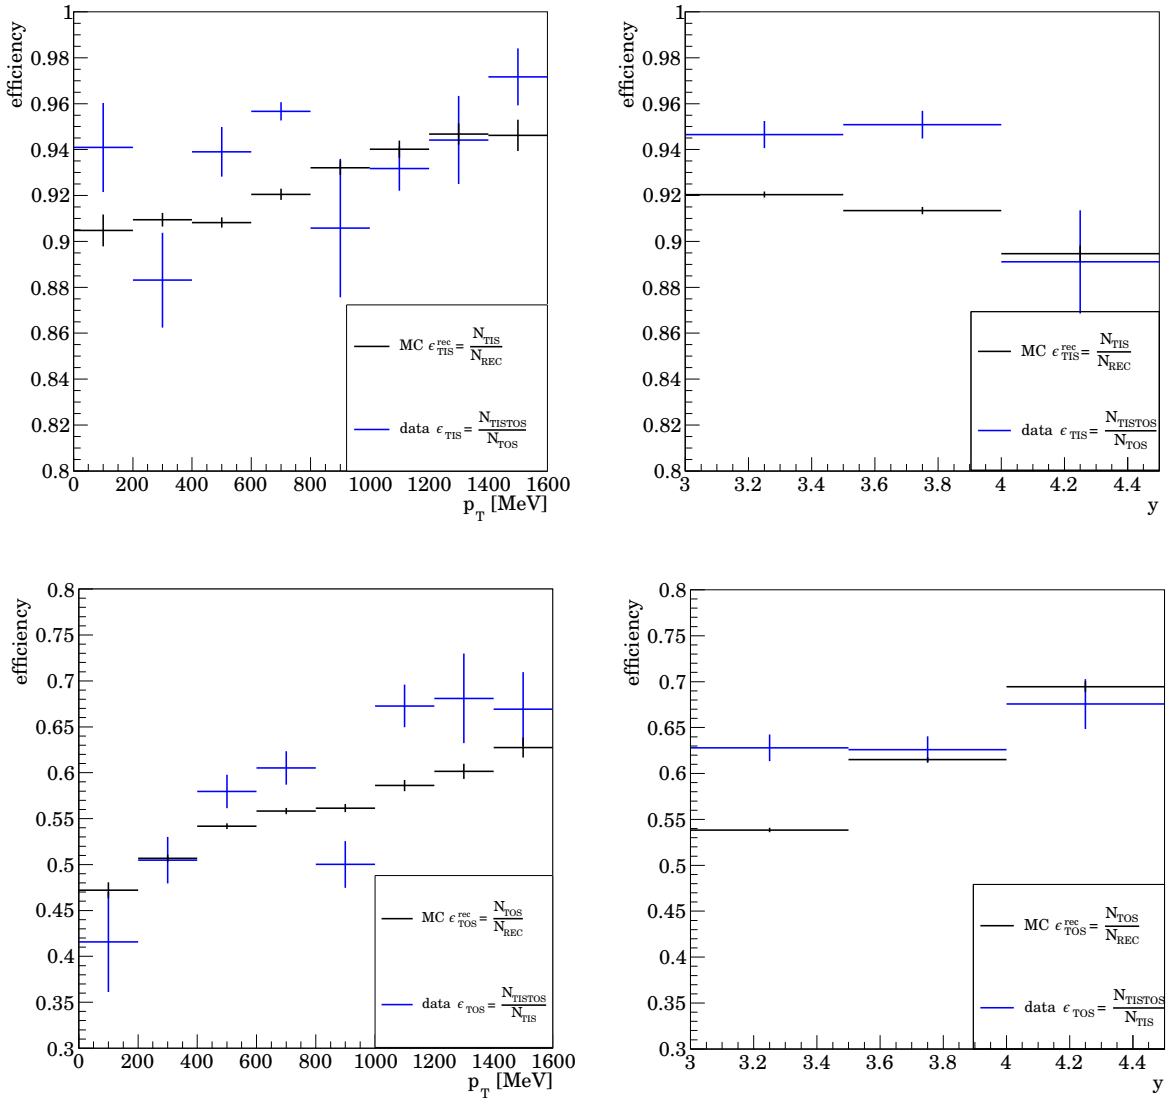 efficiency
1
0.98
0.96
0.94
0.92
0.9
0.88
0.86
0.84
0.82
0.8
0 200 400 600 800 1000 1200 1400 1600
p_T [MeV]
MC ϵ^rec_TIS = N_TIS / N_REC
data ϵ_TIS = N_TISTOS / N_TOS
efficiency
1
0.98
0.96
0.94
0.92
0.9
0.88
0.86
0.84
0.82
0.8
3 3.2 3.4 3.6 3.8 4 4.2 4.4
y
MC ϵ^rec_TIS = N_TIS / N_REC
data ϵ_TIS = N_TISTOS / N_TOS
efficiency
0.8
0.75
0.7
0.65
0.6
0.55
0.5
0.45
0.4
0.35
0.3
0 200 400 600 800 1000 1200 1400 1600
p_T [MeV]
MC ϵ^rec_TOS = N_TOS / N_REC
data ϵ_TOS = N_TISTOS / N_TIS
efficiency
0.8
0.75
0.7
0.65
0.6
0.55
0.5
0.45
0.4
0.35
0.3
3 3.2 3.4 3.6 3.8 4 4.2 4.4
y
MC ϵ^rec_TOS = N_TOS / N_REC
data ϵ_TOS = N_TISTOS / N_TIS